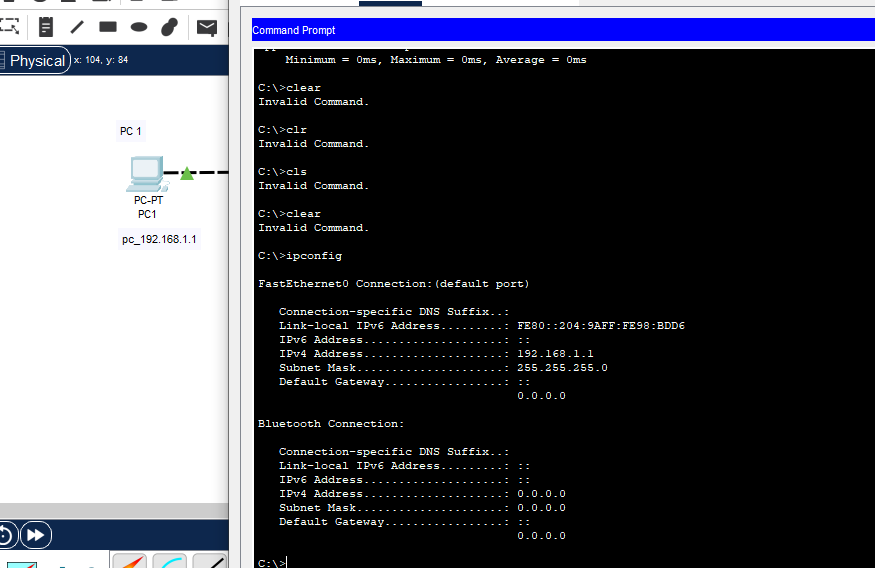 Physical
x: 104, y: 84
PC 1
PC-PT
PC1
pc_192.168.1.1
Command Prompt
Minimum = 0ms, Maximum = 0ms, Average = 0ms
C:\>clear
Invalid Command.
C:\>clr
Invalid Command.
C:\>cls
Invalid Command.
C:\>clear
Invalid Command.
C:\>ipconfig
FastEthernet0 Connection:(default port)
Connection-specific DNS Suffix..:
Link-local IPv6 Address.........: FE80::204:9AFF:FE98:BDD6
IPv6 Address....................: ::
IPv4 Address....................: 192.168.1.1
Subnet Mask.....................: 255.255.255.0
Default Gateway.................: ::
0.0.0.0
Bluetooth Connection:
Connection-specific DNS Suffix..:
Link-local IPv6 Address.........: ::
IPv6 Address....................: ::
IPv4 Address....................: 0.0.0.0
Subnet Mask.....................: 0.0.0.0
Default Gateway.................: ::
0.0.0.0
C:\>